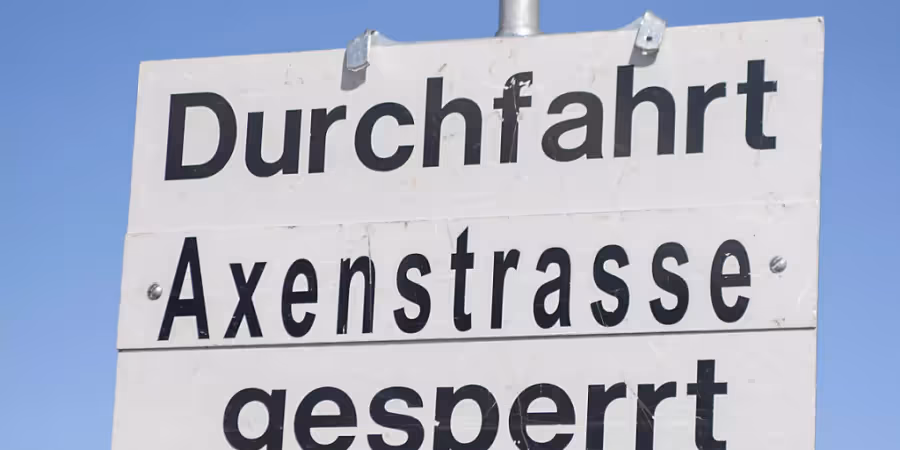 Durchfahrt
Axenstrasse
gesperrt